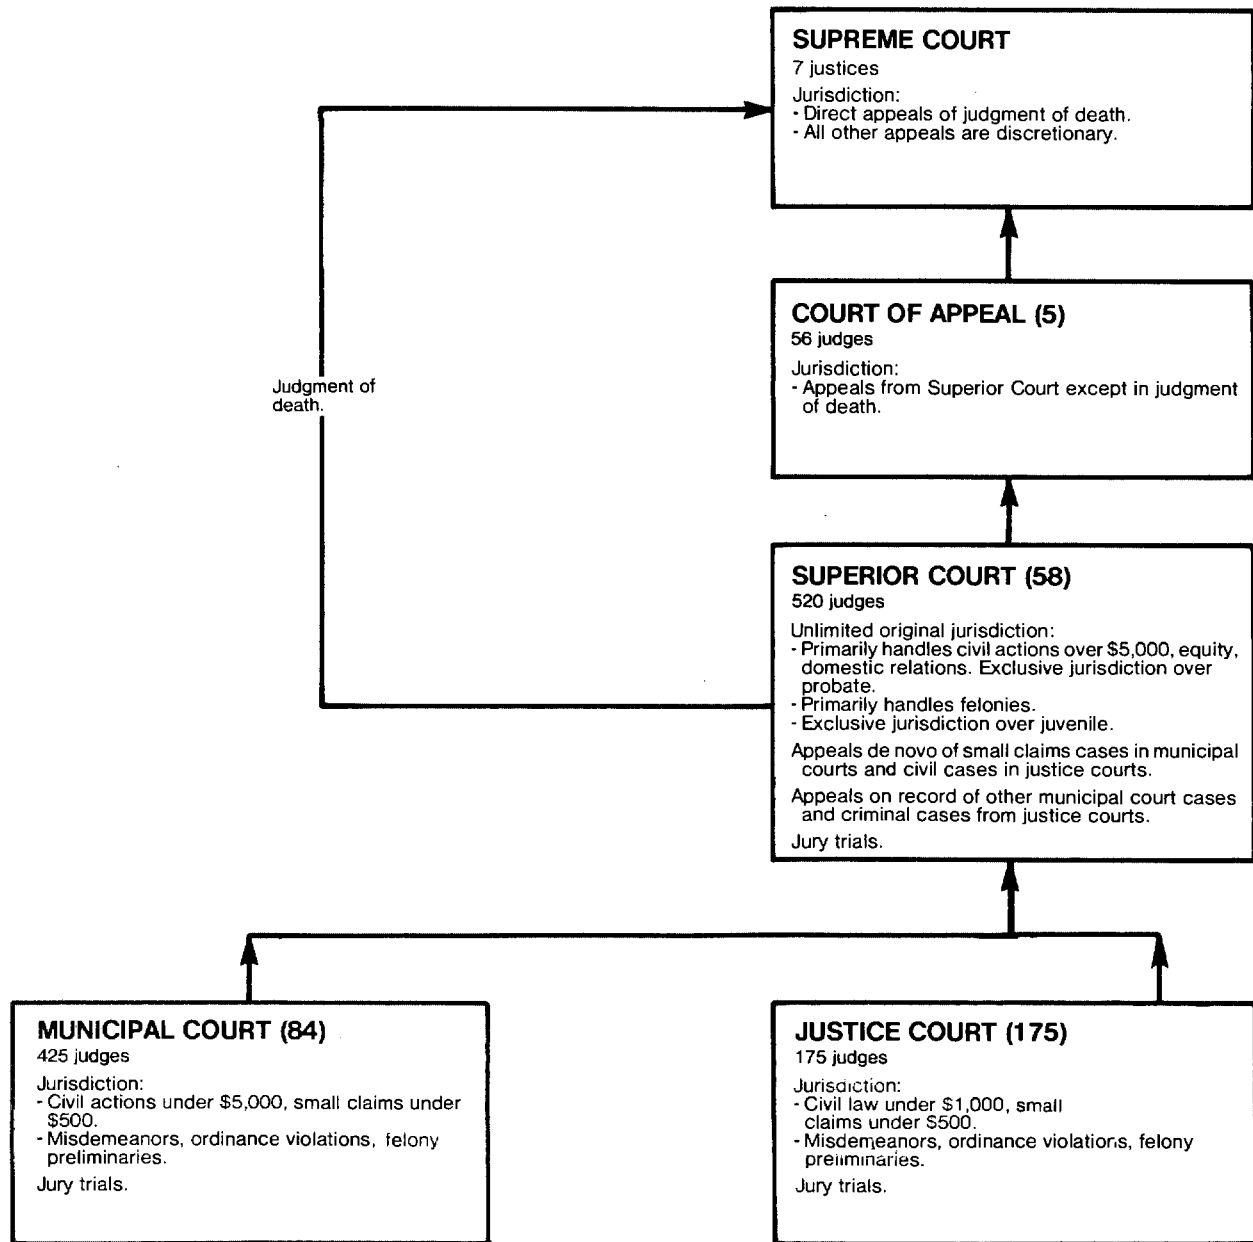 SUPREME COURT
7 justices
Jurisdiction:
- Direct appeals of judgment of death.
- All other appeals are discretionary.
COURT OF APPEAL (5)
56 judges
Jurisdiction:
- Appeals from Superior Court except in judgment
of death.
Judgment of
death.
SUPERIOR COURT (58)
520 judges
Unlimited original jurisdiction:
- Primarily handles civil actions over $5,000, equity,
domestic relations. Exclusive jurisdiction over
probate.
- Primarily handles felonies.
- Exclusive jurisdiction over juvenile.
Appeals de novo of small claims cases in municipal
courts and civil cases in justice courts.
Appeals on record of other municipal court cases
and criminal cases from justice courts.
Jury trials.
MUNICIPAL COURT (84)
425 judges
Jurisdiction:
- Civil actions under $5,000, small claims under
$500.
- Misdemeanors, ordinance violations, felony
preliminaries.
Jury trials.
JUSTICE COURT (175)
175 judges
Jurisdiction:
- Civil law under $1,000, small
claims under $500.
- Misdemeanors, ordinance violations, felony
preliminaries.
Jury trials.